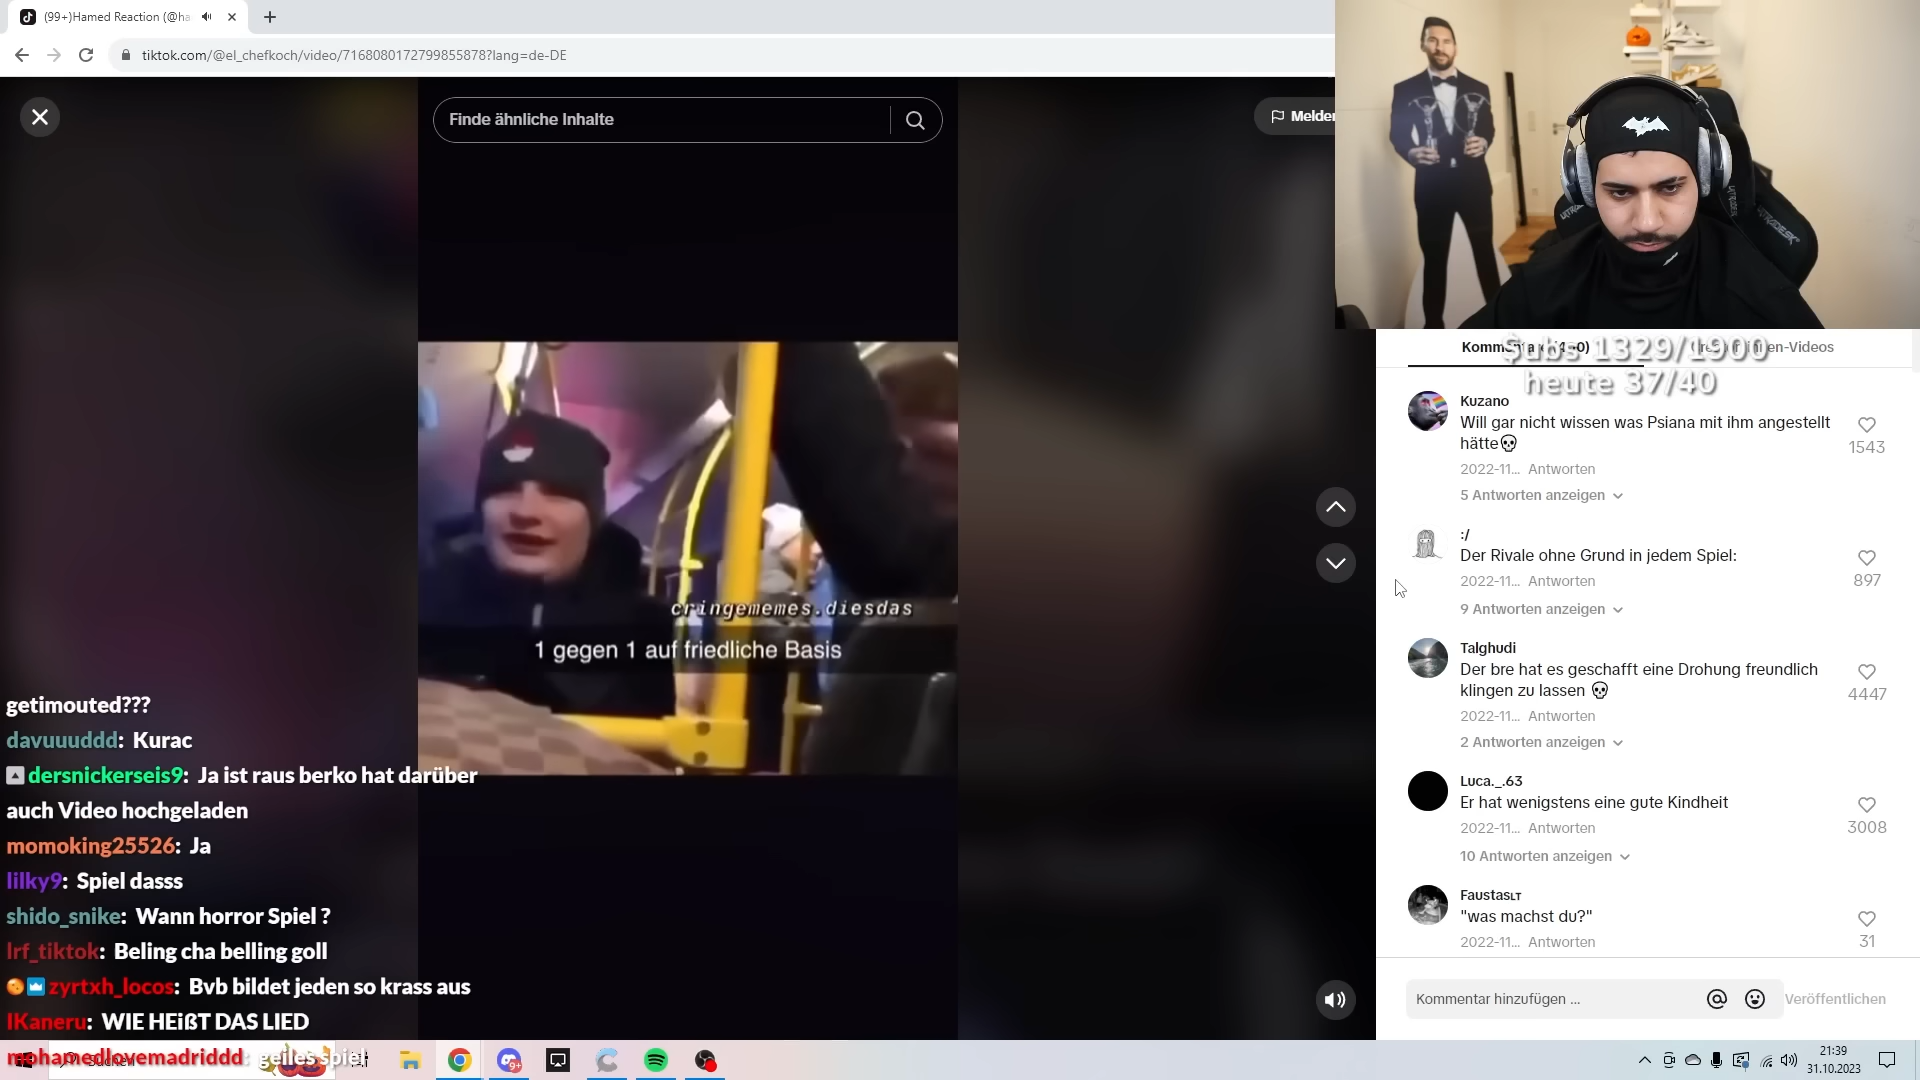 (99+)Hamed Reaction (@ha
tiktok.com/@el_chefkoch/video/7168080172799855878?lang=de-DE
Finde ähnliche Inhalte
Melden
$ubs 1329/1900
heute 37/40
Kuzano
Will gar nicht wissen was Psiana mit ihm angestellt
hätte💀
1543
2022-11... Antworten
5 Antworten anzeigen
:/
Der Rivale ohne Grund in jedem Spiel:
897
2022-11... Antworten
9 Antworten anzeigen
Talghudi
Der bre hat es geschafft eine Drohung freundlich
klingen zu lassen 💀
4447
2022-11... Antworten
2 Antworten anzeigen
Luca._.63
Er hat wenigstens eine gute Kindheit
3008
2022-11... Antworten
10 Antworten anzeigen
FaustasLT
"was machst du?"
31
2022-11... Antworten
Kommentar hinzufügen ...
Veröffentlichen
cringememes.diesdas
1 gegen 1 auf friedliche Basis
getimouted???
davuuuddd: Kurac
dersnickerseis9: Ja ist raus berko hat darüber
auch Video hochgeladen
momoking25526: Ja
lilky9: Spiel dasss
shido_snike: Wann horror Spiel ?
lrf_tiktok: Beling cha belling goll
zyrtxh_locos: Bvb bildet jeden so krass aus
IKaneru: WIE HEißT DAS LIED
mohamedlovemadriddd: geiles spiel
Suchen
9+
21:39
31.10.2023